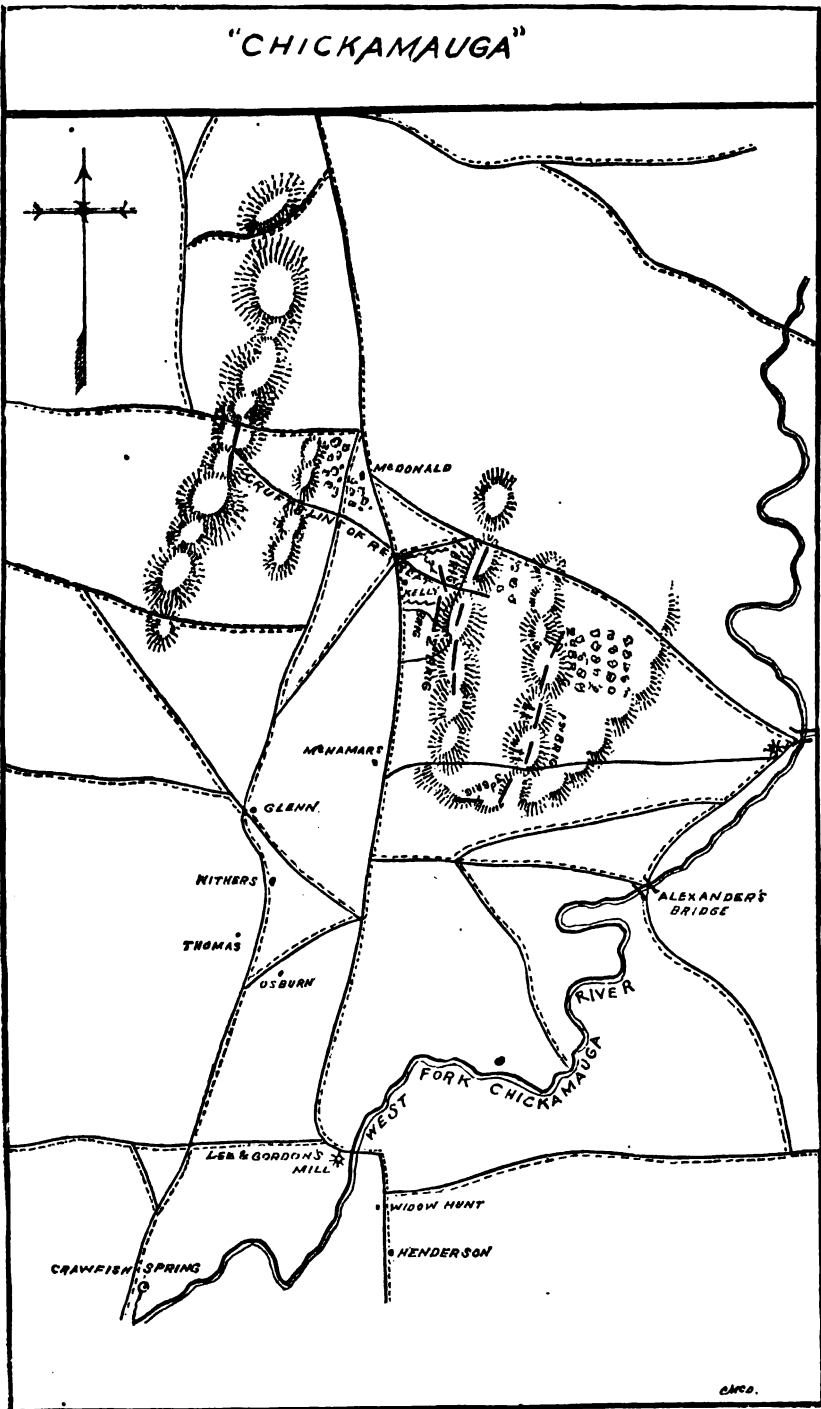 "CHICKAMAUGA"
McDONALD
KELLY
McNAMARS
GLENN.
WITHERS
THOMAS
OSBURN
ALEXANDER'S
BRIDGE
RIVER
WEST FORK CHICKAMAUGA
LEE & GORDON'S
MILL
WIDOW HUNT
HENDERSON
CRAWFISH SPRING
CMcD.